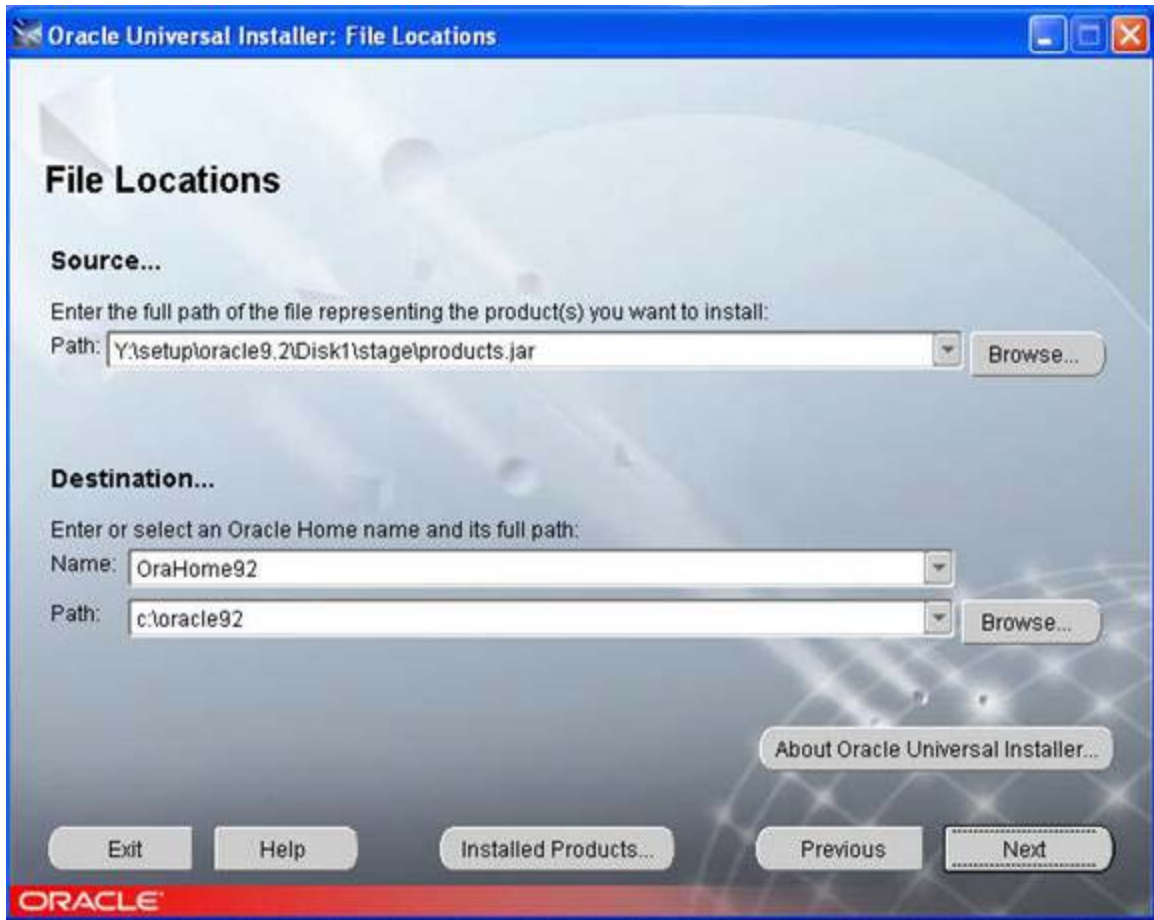 Oracle Universal Installer: File Locations
File Locations
Source...
Enter the full path of the file representing the product(s) you want to install:
Path: Y:\setup\oracle9.2\Disk1\stage\products.jar Browse...
Destination...
Enter or select an Oracle Home name and its full path:
Name: OraHome92
Path: c:\oracle92 Browse...
About Oracle Universal Installer...
Exit Help Installed Products... Previous Next
ORACLE